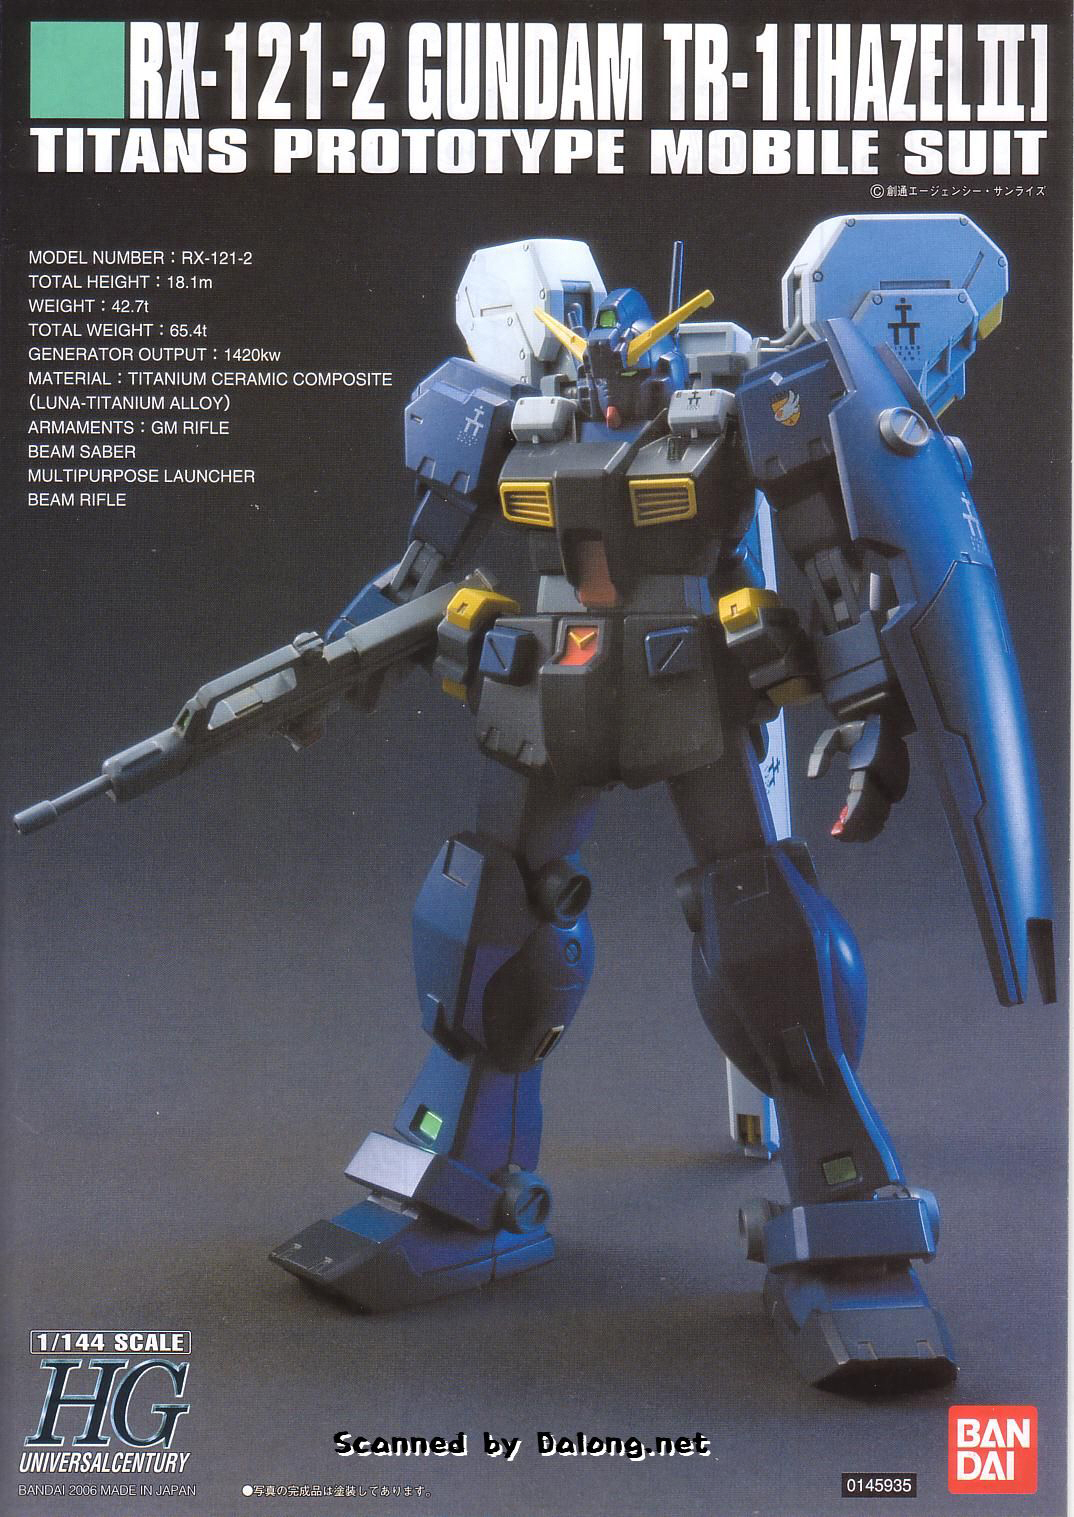 RX-121-2 GUNDAM TR-1[HAZELⅡ]
TITANS PROTOTYPE MOBILE SUIT
©創通エージェンシー・サンライズ
MODEL NUMBER：RX-121-2
TOTAL HEIGHT：18.1m
WEIGHT：42.7t
TOTAL WEIGHT：65.4t
GENERATOR OUTPUT：1420kw
MATERIAL：TITANIUM CERAMIC COMPOSITE
（LUNA-TITANIUM ALLOY）
ARMAMENTS：GM RIFLE
BEAM SABER
MULTIPURPOSE LAUNCHER
BEAM RIFLE
1/144 SCALE
HG
UNIVERSAL CENTURY
BANDAI 2006 MADE IN JAPAN
●写真の完成品は塗装してあります。
Scanned by Dalong.net
0145935
BAN
DAI